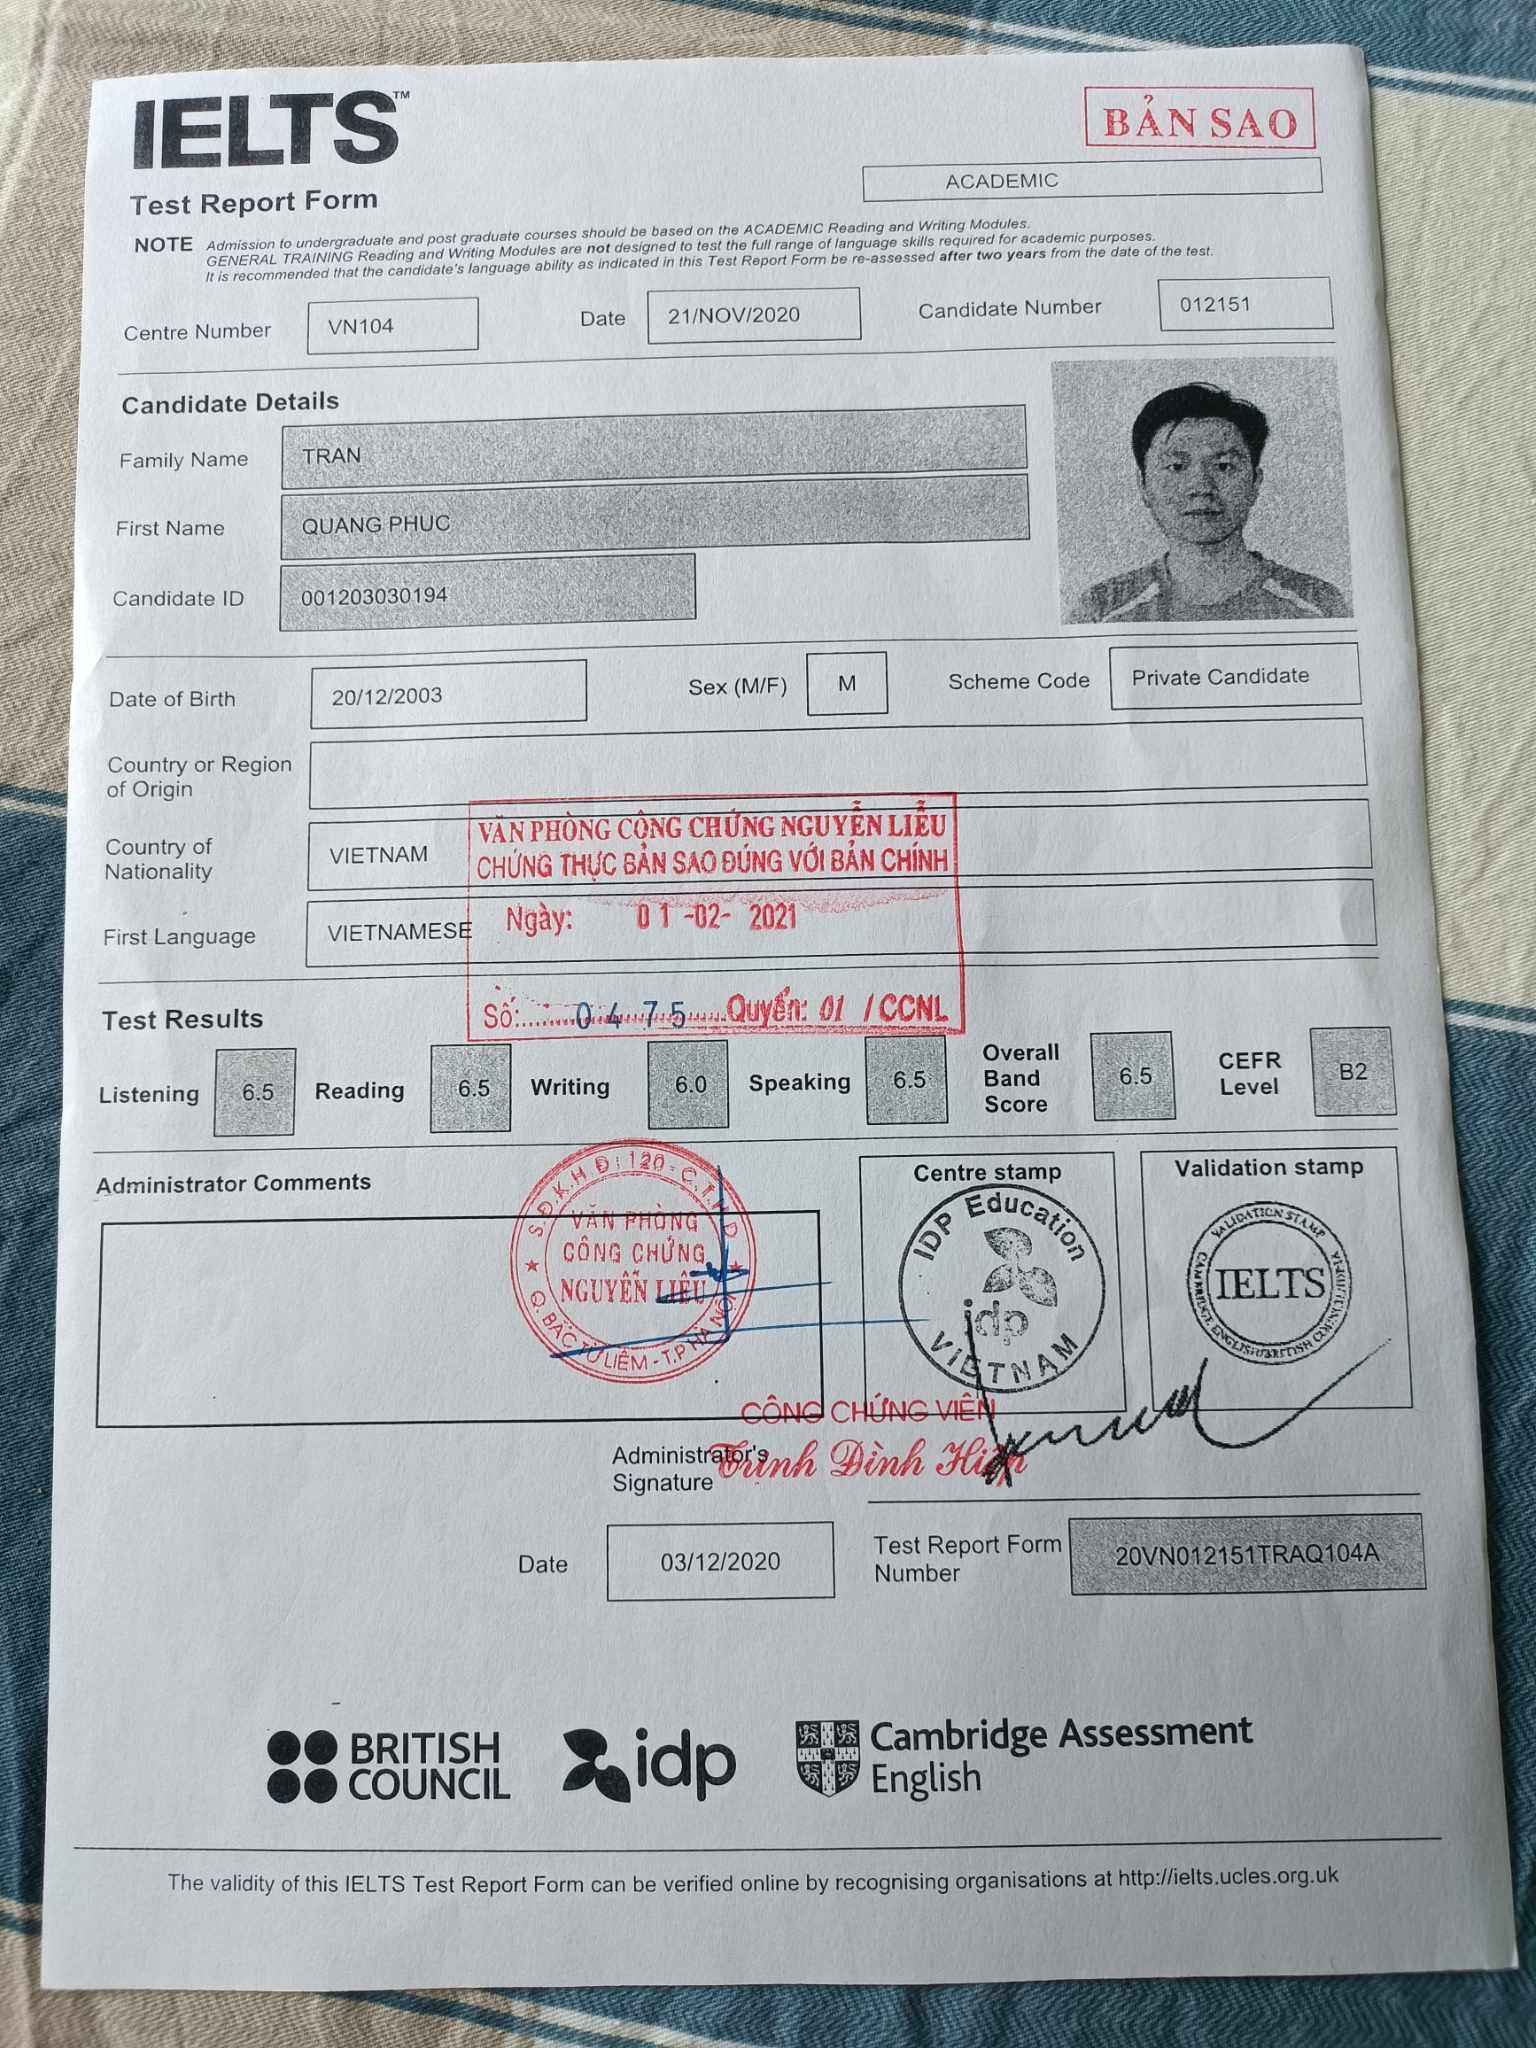 IELTS™
BẢN SAO
ACADEMIC
Test Report Form
NOTE Admission to undergraduate and post graduate courses should be based on the ACADEMIC Reading and Writing Modules.
GENERAL TRAINING Reading and Writing Modules are not designed to test the full range of language skills required for academic purposes.
It is recommended that the candidate's language ability as indicated in this Test Report Form be re-assessed after two years from the date of the test.
Centre Number VN104 Date 21/NOV/2020 Candidate Number 012151
Candidate Details
Family Name TRAN
First Name QUANG PHUC
Candidate ID 001203030194
Date of Birth 20/12/2003 Sex (M/F) M Scheme Code Private Candidate
Country or Region
of Origin
Country of
Nationality
VIETNAM
First Language VIETNAMESE
VĂN PHÒNG CÔNG CHỨNG NGUYỄN LIỄU
CHỨNG THỰC BẢN SAO ĐÚNG VỚI BẢN CHÍNH
Ngày: 01-02-2021
Số: 0475 Quyển: 01 /CCNL
Test Results
Listening 6.5 Reading 6.5 Writing 6.0 Speaking 6.5 Overall Band Score 6.5 CEFR Level B2
Administrator Comments
S.Đ.K.H Đ: 120 - C.T.H.D
VĂN PHÒNG
CÔNG CHỨNG
NGUYỄN LIỄU
Q. BẮC TỪ LIÊM - T.P HÀ NỘI
Centre stamp
IDP Education
idp
VIETNAM
Validation stamp
VALIDATION STAMP
IELTS
CAMBRIDGE ENGLISH/BRITISH COUNCIL/IDP:IA
CÔNG CHỨNG VIÊN
Trịnh Đình Hiệp
Administrator's
Signature
Date 03/12/2020
Test Report Form
Number
20VN012151TRAQ104A
BRITISH
COUNCIL
idp
Cambridge Assessment
English
The validity of this IELTS Test Report Form can be verified online by recognising organisations at http://ielts.ucles.org.uk